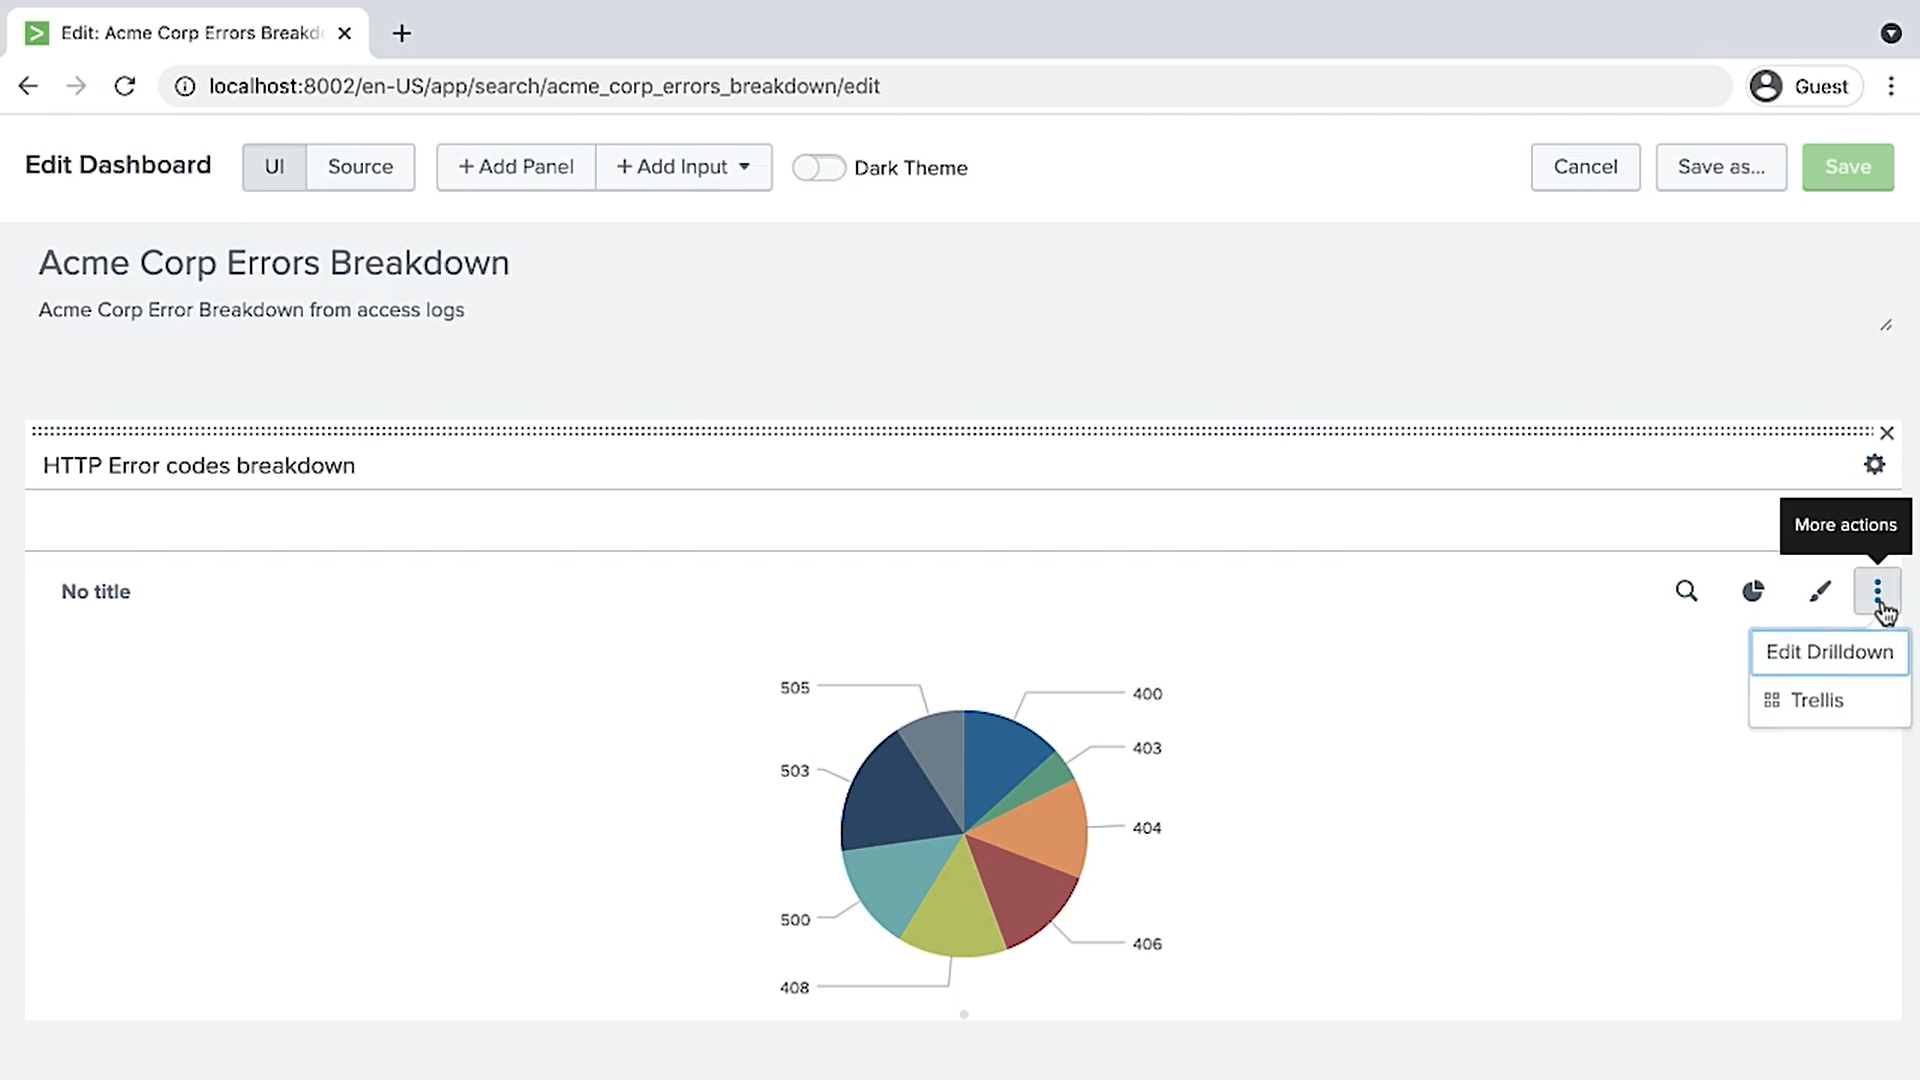 Edit: Acme Corp Errors Breakd
localhost:8002/en-US/app/search/acme_corp_errors_breakdown/edit
Guest
Edit Dashboard
UI
Source
+ Add Panel
+ Add Input
Dark Theme
Cancel
Save as...
Save
Acme Corp Errors Breakdown
Acme Corp Error Breakdown from access logs
HTTP Error codes breakdown
More actions
No title
Edit Drilldown
Trellis
505
400
403
503
404
500
406
408